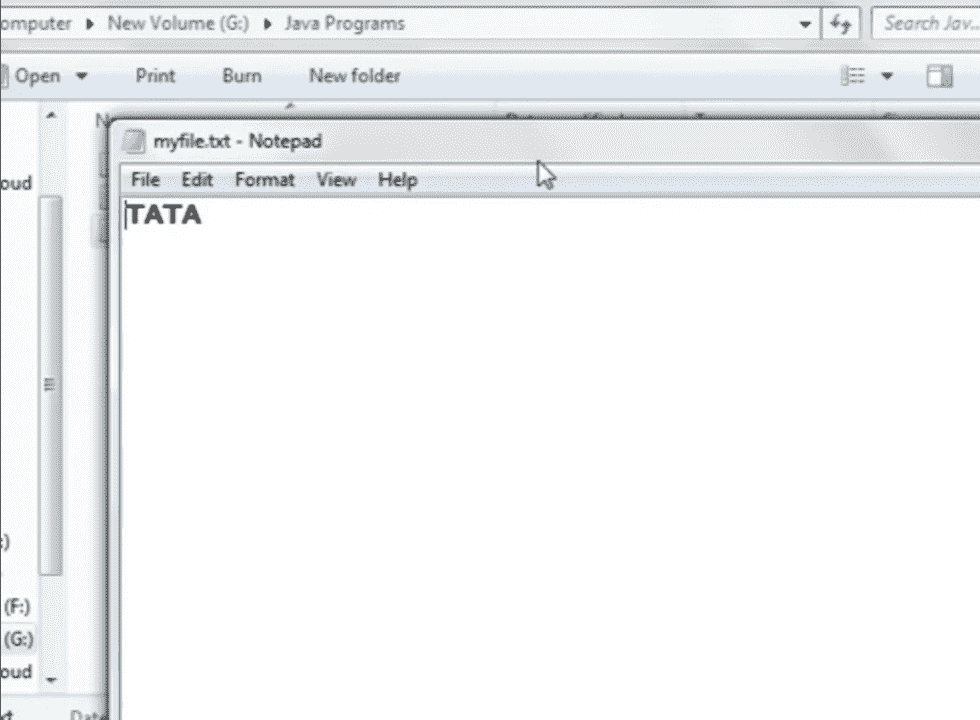 omputer ▸ New Volume (G:) ▸ Java Programs
Search Jav...
Open Print Burn New folder
myfile.txt - Notepad
File Edit Format View Help
TATA
oud
:)
(F:)
(G:)
oud
Date